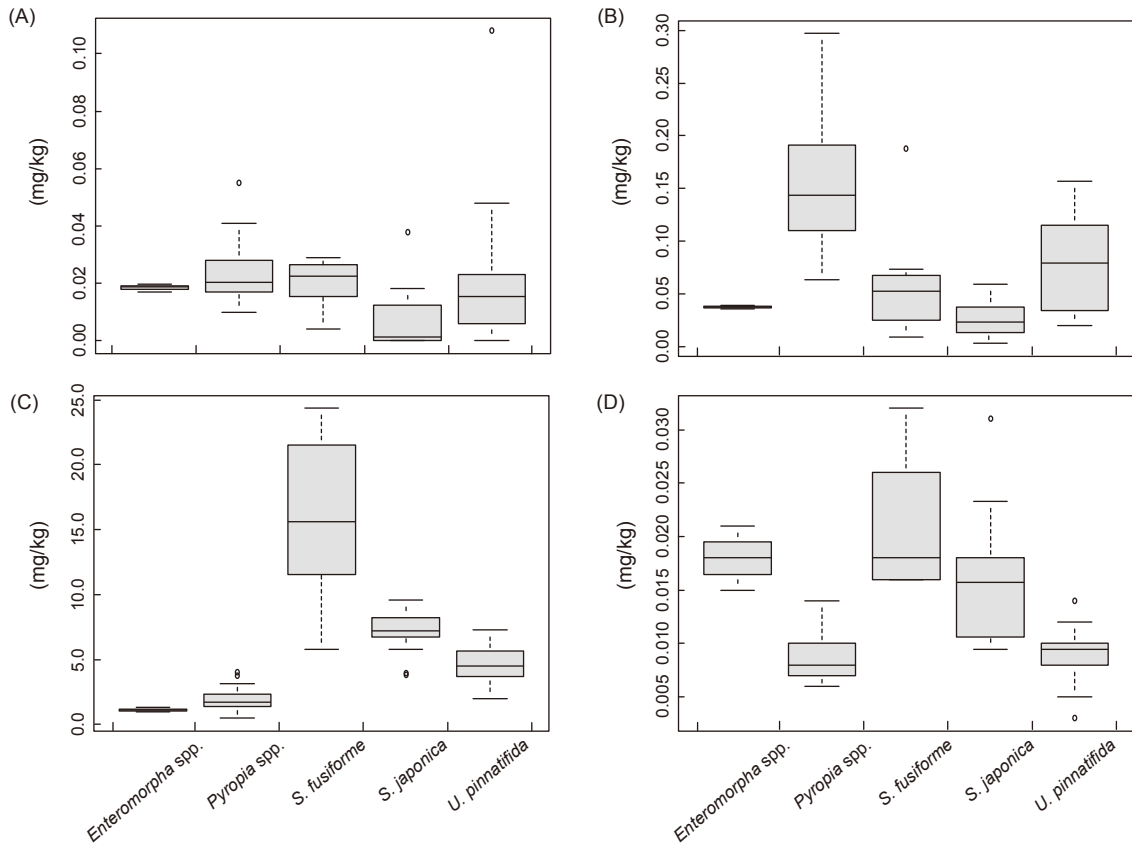 (A)
(mg/kg)
0.10
0.08
0.06
0.04
0.02
0.00
(B)
(mg/kg)
0.30
0.25
0.20
0.15
0.10
0.05
0.00
(C)
(mg/kg)
25.0
20.0
15.0
10.0
5.0
0.0
Enteromorpha spp.
Pyropia spp.
S. fusiforme
S. japonica
U. pinnatifida
(D)
(mg/kg)
0.030
0.025
0.020
0.015
0.010
0.005
Enteromorpha spp.
Pyropia spp.
S. fusiforme
S. japonica
U. pinnatifida